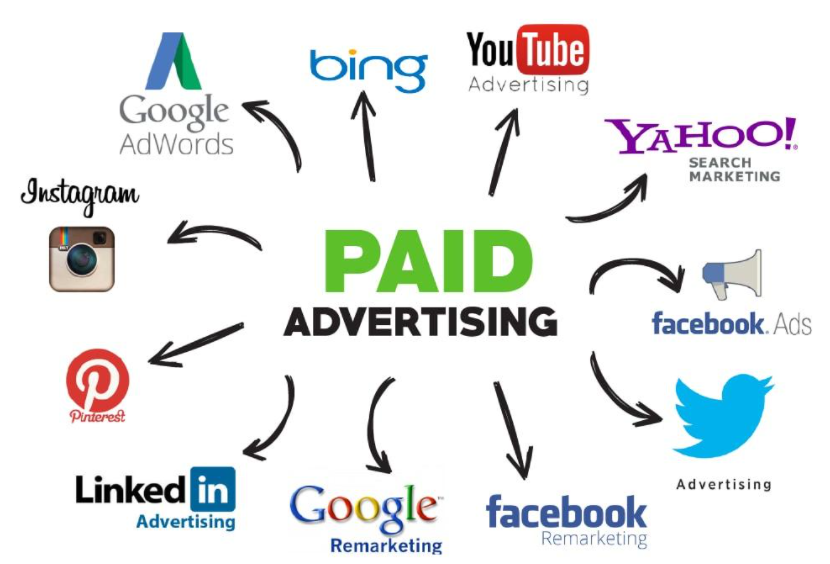 Google
AdWords
bing
YouTube
Advertising
YAHOO!
SEARCH
MARKETING
Instagram
PAID
ADVERTISING
facebook. Ads
Pinterest
Linked in
Advertising
Google
Remarketing
facebook
Remarketing
Advertising